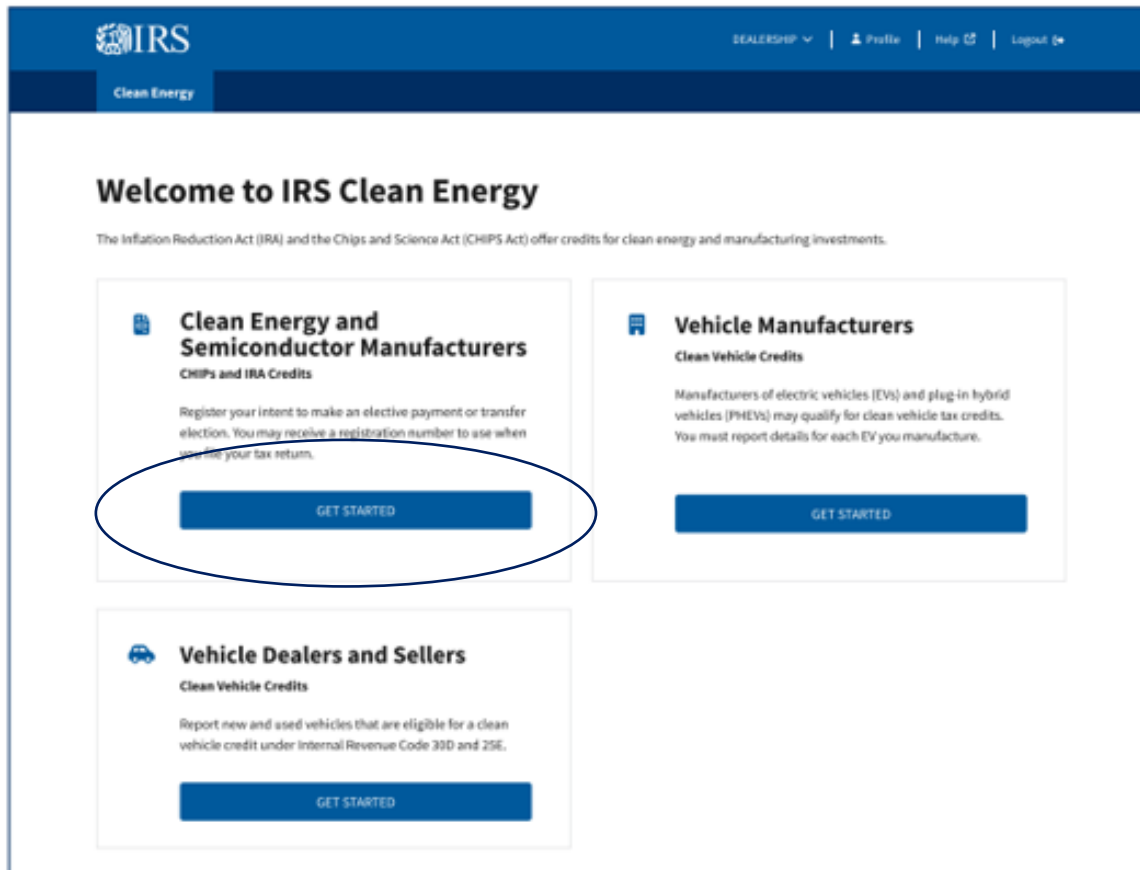 IRS
DEALERSHIP
Profile
Help
Logout
Clean Energy
Welcome to IRS Clean Energy
The Inflation Reduction Act (IRA) and the Chips and Science Act (CHIPS Act) offer credits for clean energy and manufacturing investments.
Clean Energy and
Semiconductor Manufacturers
CHIPs and IRA Credits
Register your intent to make an elective payment or transfer
election. You may receive a registration number to use when
you file your tax return.
GET STARTED
Vehicle Manufacturers
Clean Vehicle Credits
Manufacturers of electric vehicles (EVs) and plug-in hybrid
vehicles (PHEVs) may qualify for clean vehicle tax credits.
You must report details for each EV you manufacture.
GET STARTED
Vehicle Dealers and Sellers
Clean Vehicle Credits
Report new and used vehicles that are eligible for a clean
vehicle credit under Internal Revenue Code 30D and 25E.
GET STARTED